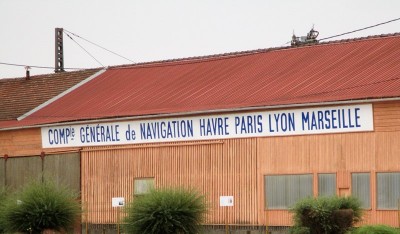 COMPIE GÉNÉRALE de NAVIGATION HAVRE PARIS LYON MARSEILLE